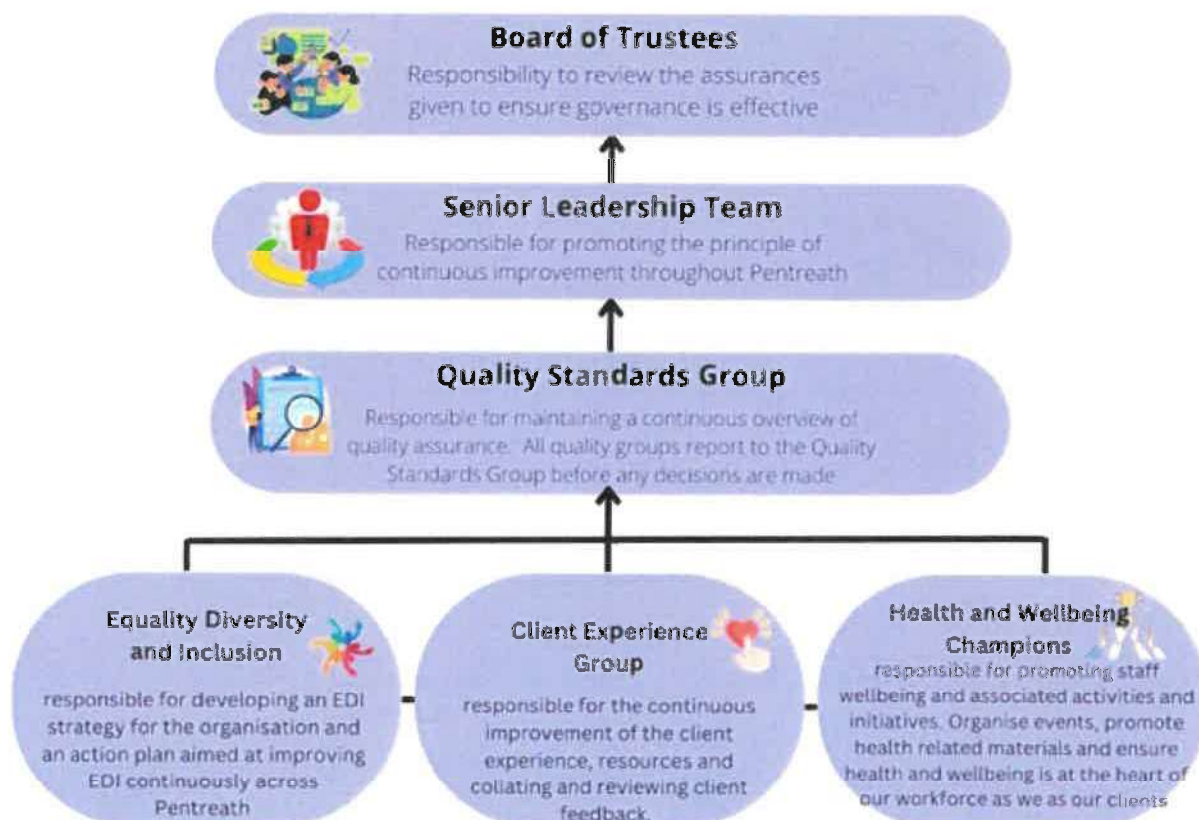 Board of Trustees
Responsibility to review the assurances
given to ensure governance is effective
Senior Leadership Team
Responsible for promoting the principle of
continuous improvement throughout Pentreath
Quality Standards Group
Responsible for maintaining a continuous overview of
quality assurance. All quality groups report to the Quality
Standards Group before any decisions are made
Equality Diversity
and Inclusion
responsible for developing an EDI
strategy for the organisation and
an action plan aimed at improving
EDI continuously across
Pentreath
Client Experience
Group
responsible for the continuous
improvement of the client
experience, resources and
collating and reviewing client
feedback.
Health and Wellbeing
Champions
responsible for promoting staff
wellbeing and associated activities and
initiatives. Organise events, promote
health related materials and ensure
health and wellbeing is at the heart of
our workforce as we as our clients